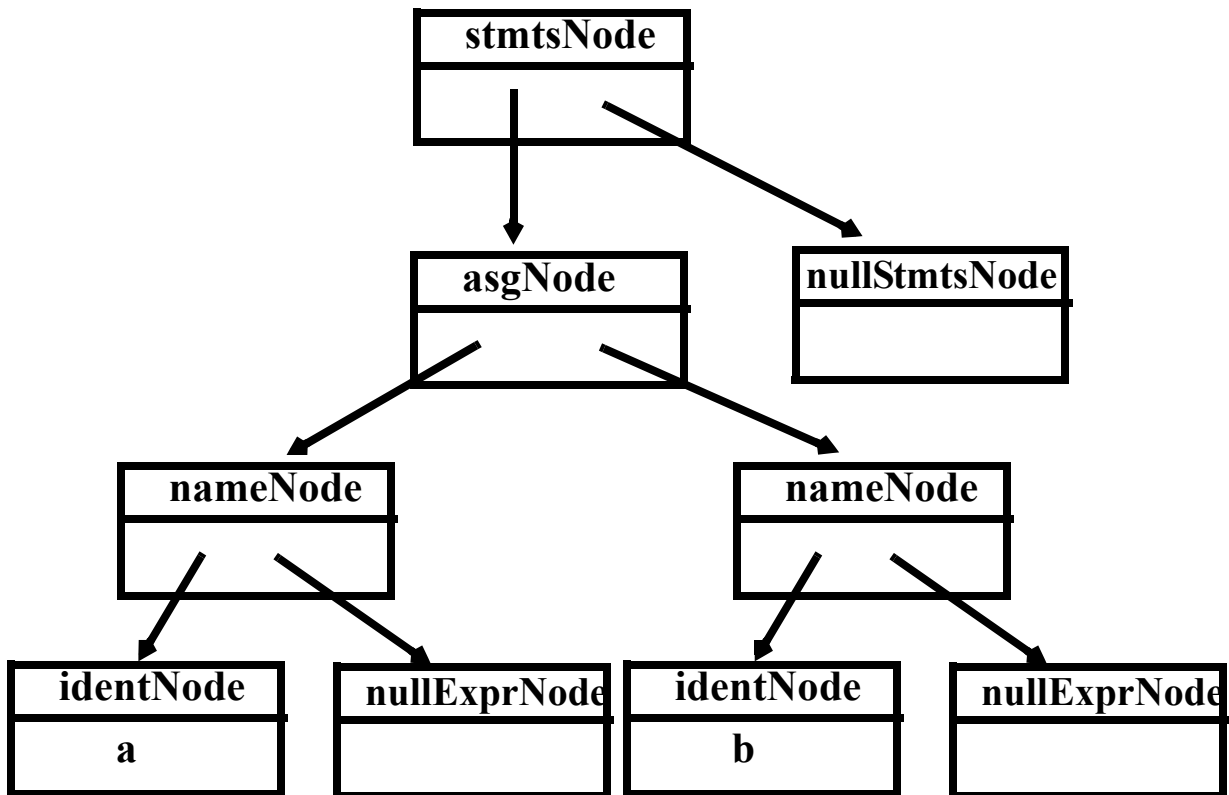 stmtsNode
asgNode
nullStmtsNode
nameNode
nameNode
identNode
nullExprNode
identNode
nullExprNode
a
b